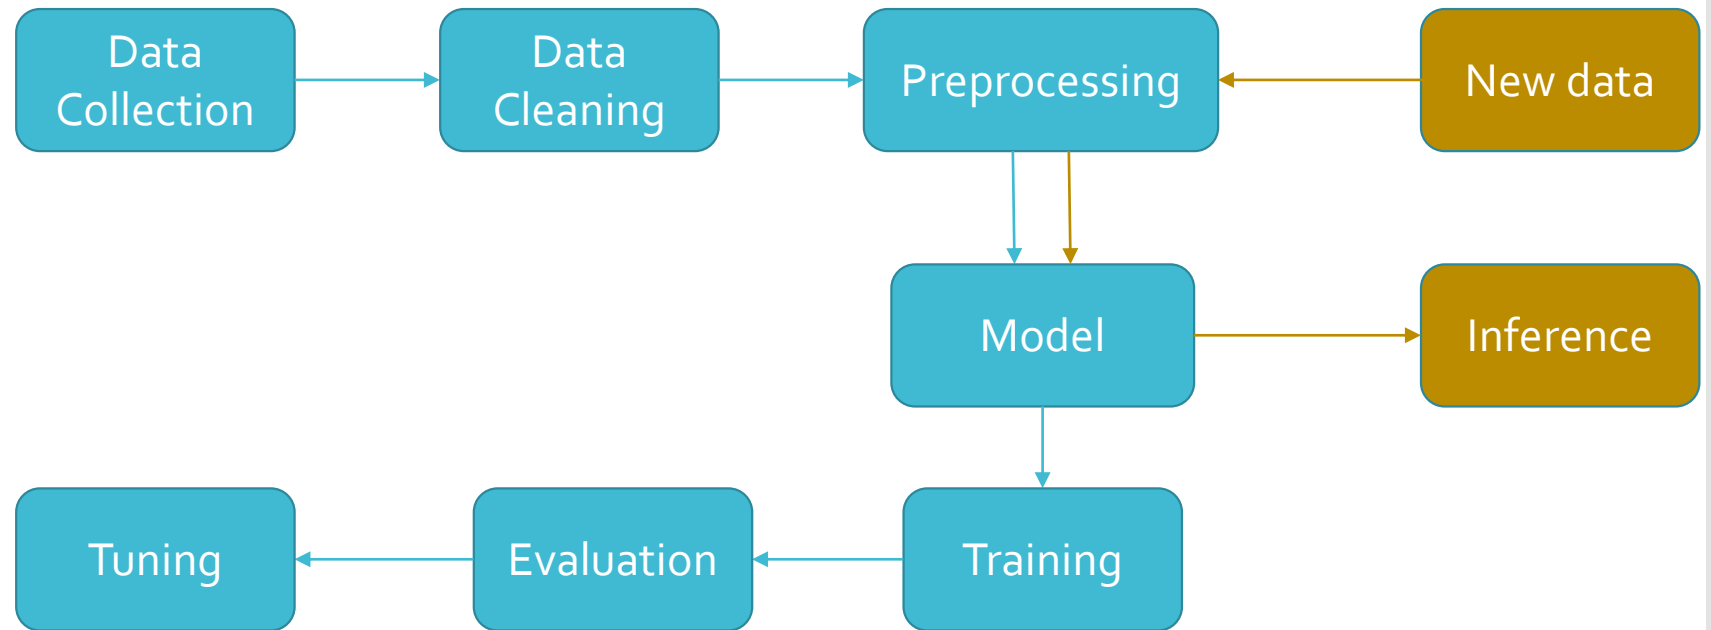 Data
Collection
Data
Cleaning
Preprocessing
New data
Model
Inference
Tuning
Evaluation
Training